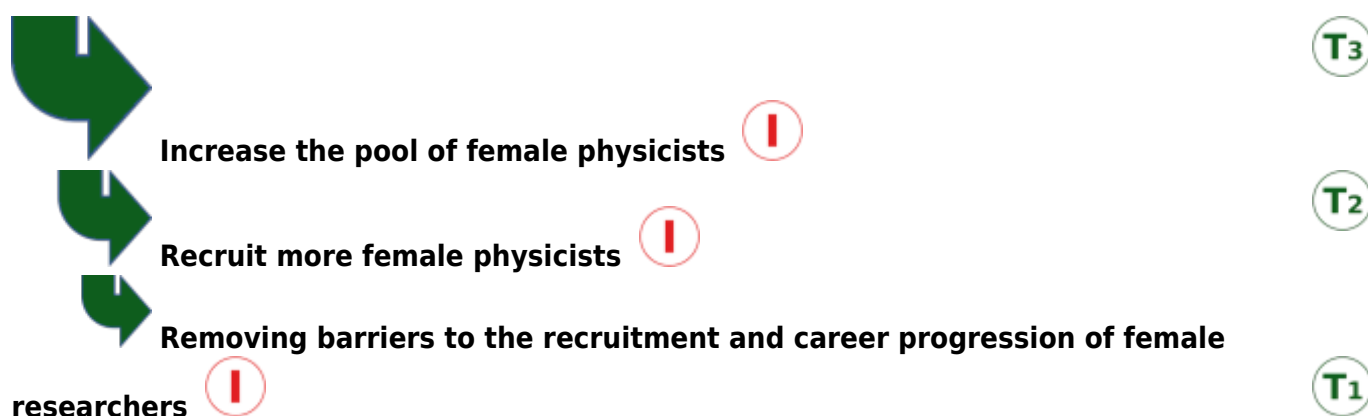 T3
Increase the pool of female physicists I
T2
Recruit more female physicists I
Removing barriers to the recruitment and career progression of female
researchers I T1